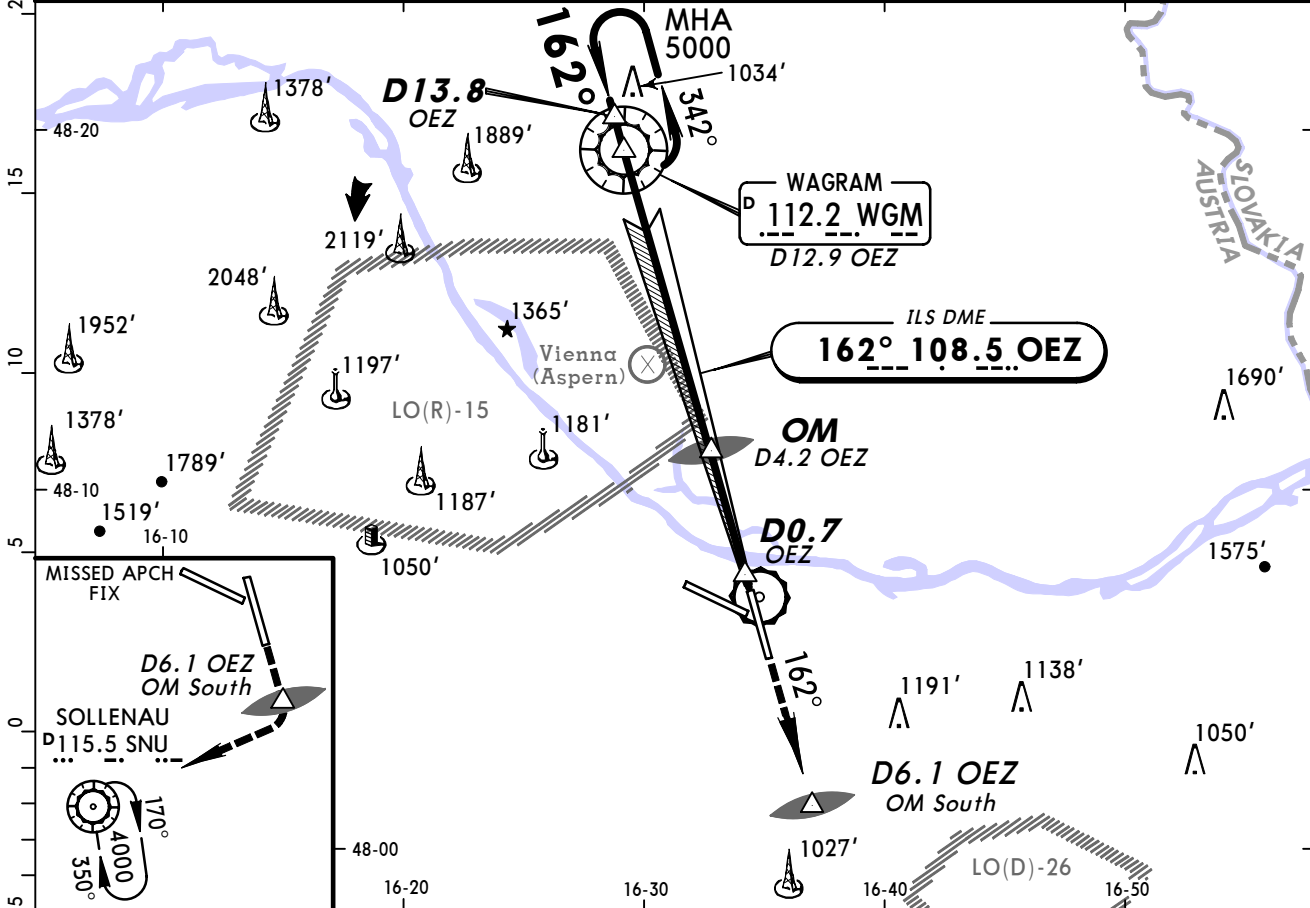 20
15
10
5
0
5
48-20
48-10
48-00
16-10
16-20
16-30
16-40
16-50
162°
MHA
5000
1034'
342°
D13.8
OEZ
1378'
1889'
WAGRAM
D 112.2 WGM
D12.9 OEZ
SLOVAKIA
AUSTRIA
2119'
2048'
1952'
1365'
ILS DME
162° 108.5 OEZ
Vienna
(Aspern)
1197'
LO(R)-15
1690'
OM
D4.2 OEZ
1378'
1789'
1181'
1187'
1519'
1050'
D0.7
OEZ
1575'
162°
1191'
1138'
1050'
D6.1 OEZ
OM South
1027'
LO(D)-26
MISSED APCH
FIX
D6.1 OEZ
OM South
SOLLENAU
D 115.5 SNU
170°
4000
350°